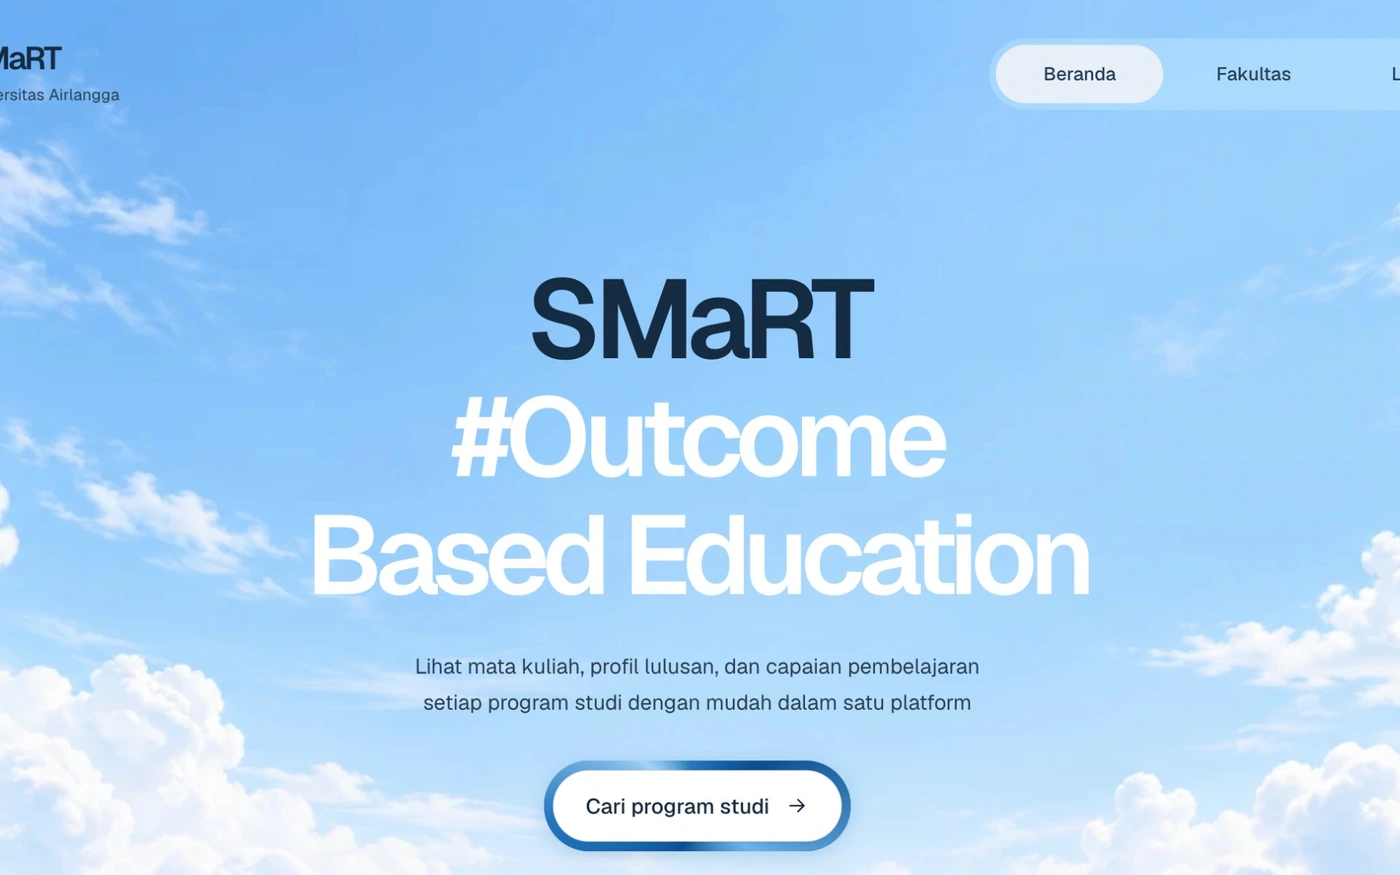 MaRT
ersitas Airlangga
Beranda
Fakultas
L
SMaRT
#Outcome
Based Education
Lihat mata kuliah, profil lulusan, dan capaian pembelajaran
setiap program studi dengan mudah dalam satu platform
Cari program studi →